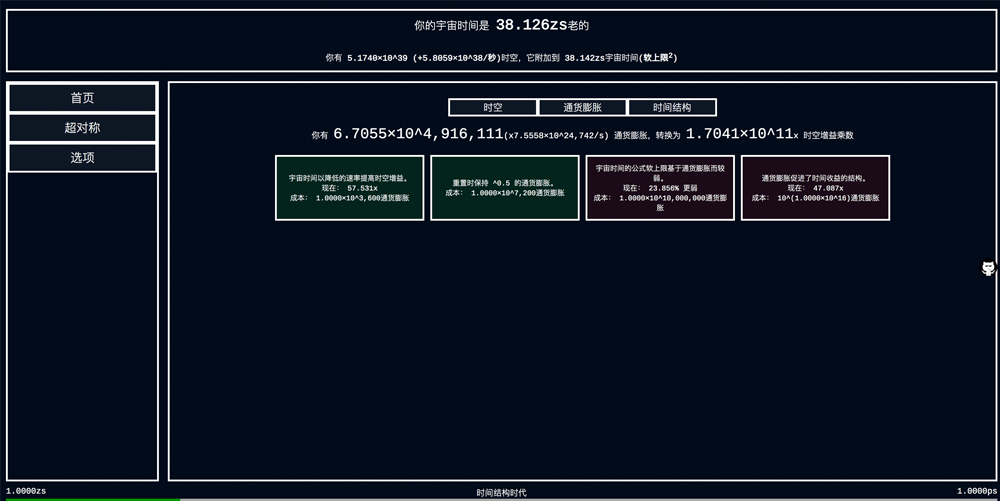 你的宇宙时间是 38.126zs老的
你有 5.1740×10^39 (+5.8059×10^38/秒)时空，它附加到 38.142zs宇宙时间(软上限²)
首页
超对称
选项
时空
通货膨胀
时间结构
你有 6.7055×10^4,916,111(x7.5558×10^24,742/s) 通货膨胀，转换为 1.7041×10^11x 时空增益乘数
宇宙时间以降低的速率提高时空增益。
现在： 57.531x
成本： 1.0000×10^3,600通货膨胀
重置时保持 ^0.5 的通货膨胀。
成本： 1.0000×10^7,200通货膨胀
宇宙时间的公式软上限基于通货膨胀而较
弱。
现在： 23.856% 更弱
成本： 1.0000×10^10,000,000通货膨
胀
通货膨胀促进了时间收益的结构。
现在： 47.087x
成本： 10^(1.0000×10^16)通货膨胀
1.0000zs
时间结构时代
1.0000ps